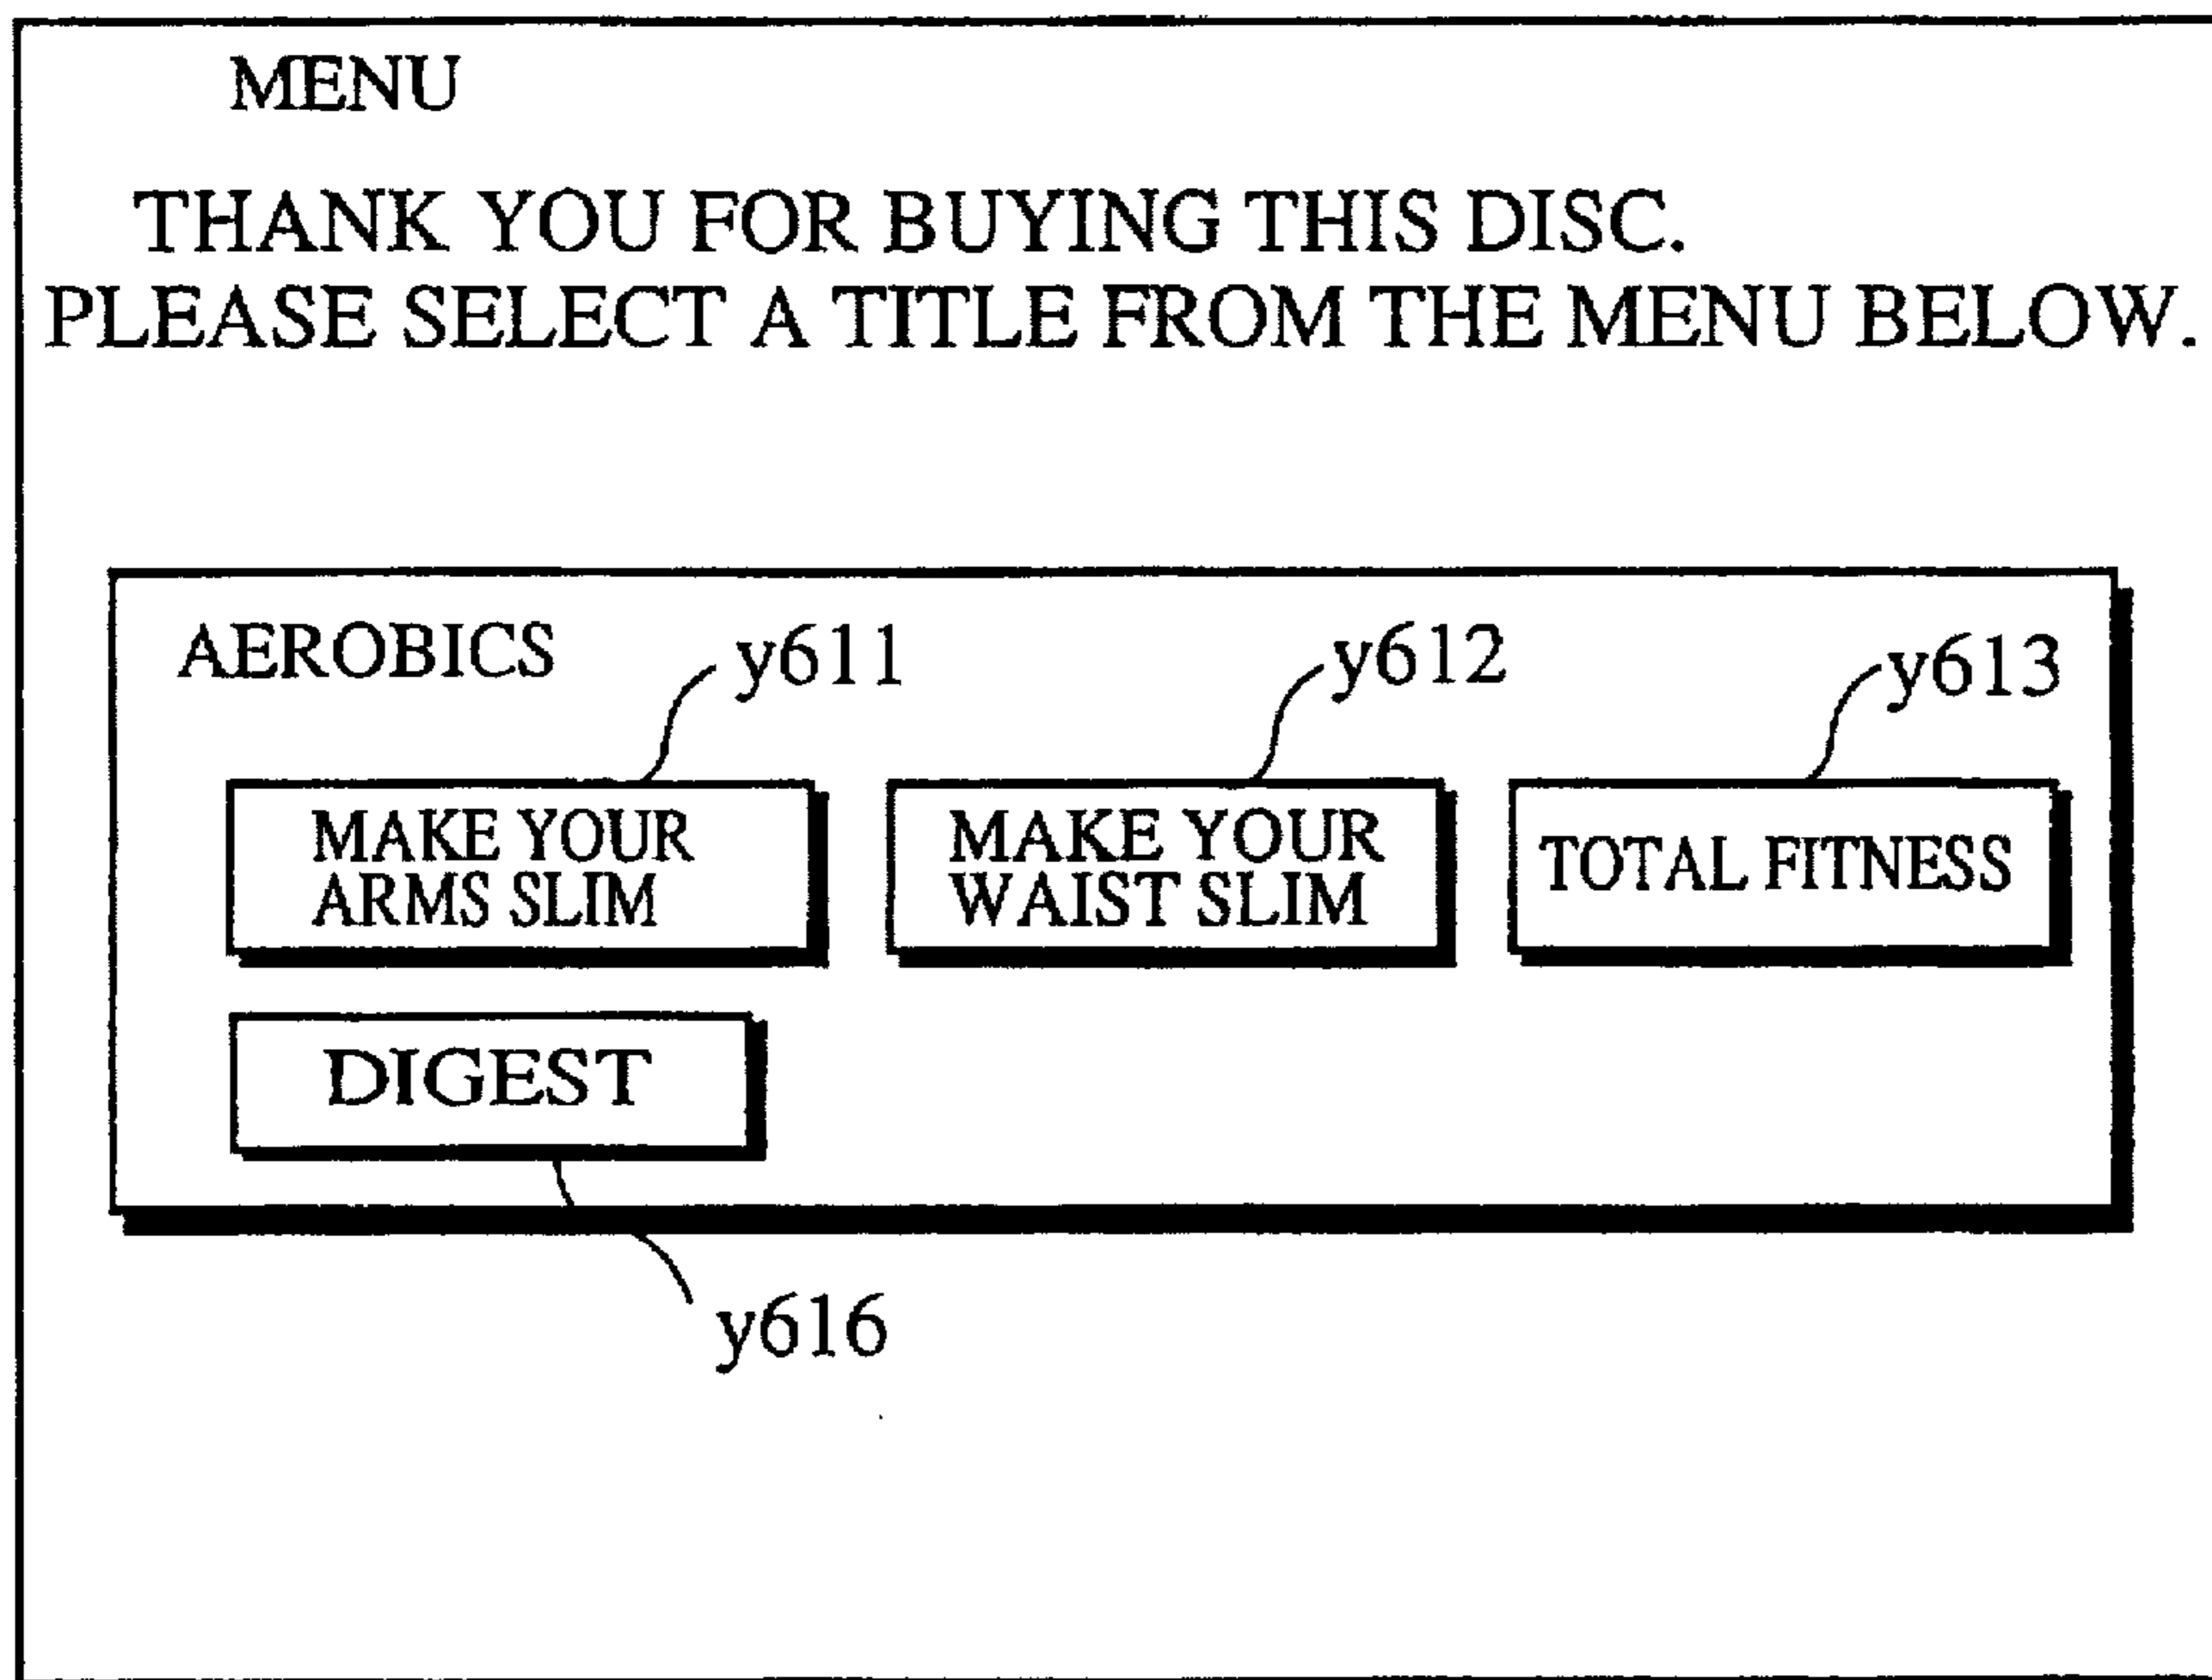 MENU
THANK YOU FOR BUYING THIS DISC.
PLEASE SELECT A TITLE FROM THE MENU BELOW.
AEROBICS
y611
y612
y613
MAKE YOUR
ARMS SLIM
MAKE YOUR
WAIST SLIM
TOTAL FITNESS
DIGEST
y616